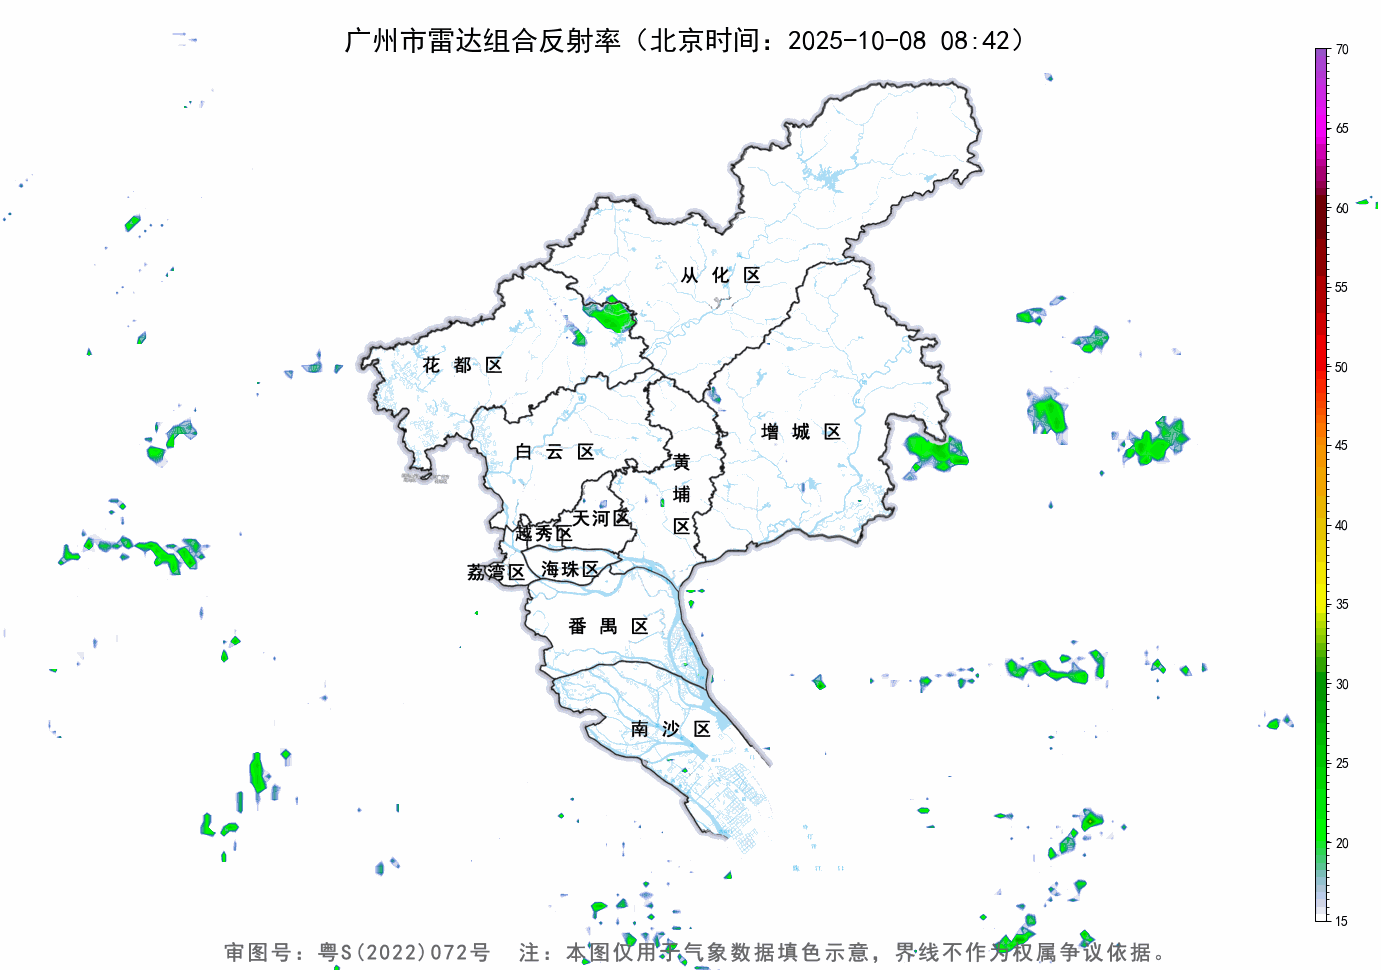 广州市雷达组合反射率（北京时间：2025-10-08 08:42）
70
65
60
55
50
45
40
35
30
25
20
15
从化区
花都区
增城区
白云区
黄埔区
天河区
越秀区
荔湾区
海珠区
番禺区
南沙区
审图号：粤S(2022)072号 注：本图仅用于气象数据填色示意，界线不作为权属争议依据。